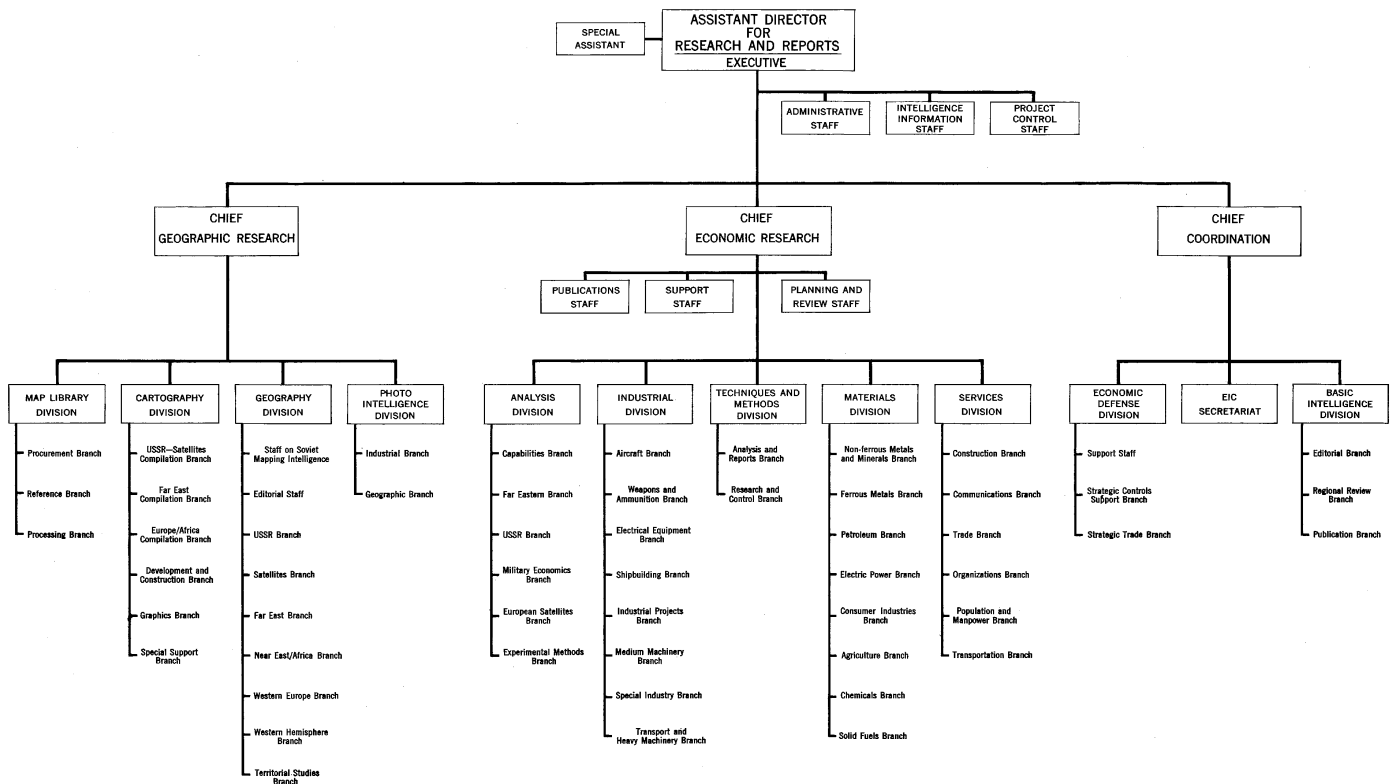 ASSISTANT DIRECTOR
FOR
RESEARCH AND REPORTS
EXECUTIVE
SPECIAL
ASSISTANT
ADMINISTRATIVE
STAFF
INTELLIGENCE
INFORMATION
STAFF
PROJECT
CONTROL
STAFF
CHIEF
GEOGRAPHIC RESEARCH
CHIEF
ECONOMIC RESEARCH
CHIEF
COORDINATION
PUBLICATIONS
STAFF
SUPPORT
STAFF
PLANNING AND
REVIEW STAFF
MAP LIBRARY
DIVISION
Procurement Branch
Reference Branch
Processing Branch
CARTOGRAPHY
DIVISION
USSR—Satellites
Compilation Branch
Far East
Compilation Branch
Europe/Africa
Compilation Branch
Development and
Construction Branch
Graphics Branch
Special Support
Branch
GEOGRAPHY
DIVISION
Staff on Soviet
Mapping Intelligence
Editorial Staff
USSR Branch
Satellites Branch
Far East Branch
Near East/Africa Branch
Western Europe Branch
Western Hemisphere
Branch
Territorial Studies
Branch
PHOTO
INTELLIGENCE
DIVISION
Industrial Branch
Geographic Branch
ANALYSIS
DIVISION
Capabilities Branch
Far Eastern Branch
USSR Branch
Military Economics
Branch
European Satellites
Branch
Experimental Methods
Branch
INDUSTRIAL
DIVISION
Aircraft Branch
Weapons and
Ammunition Branch
Electrical Equipment
Branch
Shipbuilding Branch
Industrial Projects
Branch
Medium Machinery
Branch
Special Industry Branch
Transport and
Heavy Machinery Branch
TECHNIQUES AND
METHODS
DIVISION
Analysis and
Reports Branch
Research and
Control Branch
MATERIALS
DIVISION
Non-ferrous Metals
and Minerals Branch
Ferrous Metals Branch
Petroleum Branch
Electric Power Branch
Consumer Industries
Branch
Agriculture Branch
Chemicals Branch
Solid Fuels Branch
SERVICES
DIVISION
Construction Branch
Communications Branch
Trade Branch
Organizations Branch
Population and
Manpower Branch
Transportation Branch
ECONOMIC
DEFENSE
DIVISION
Support Staff
Strategic Controls
Support Branch
Strategic Trade Branch
EIC
SECRETARIAT
BASIC
INTELLIGENCE
DIVISION
Editorial Branch
Regional Review
Branch
Publication Branch